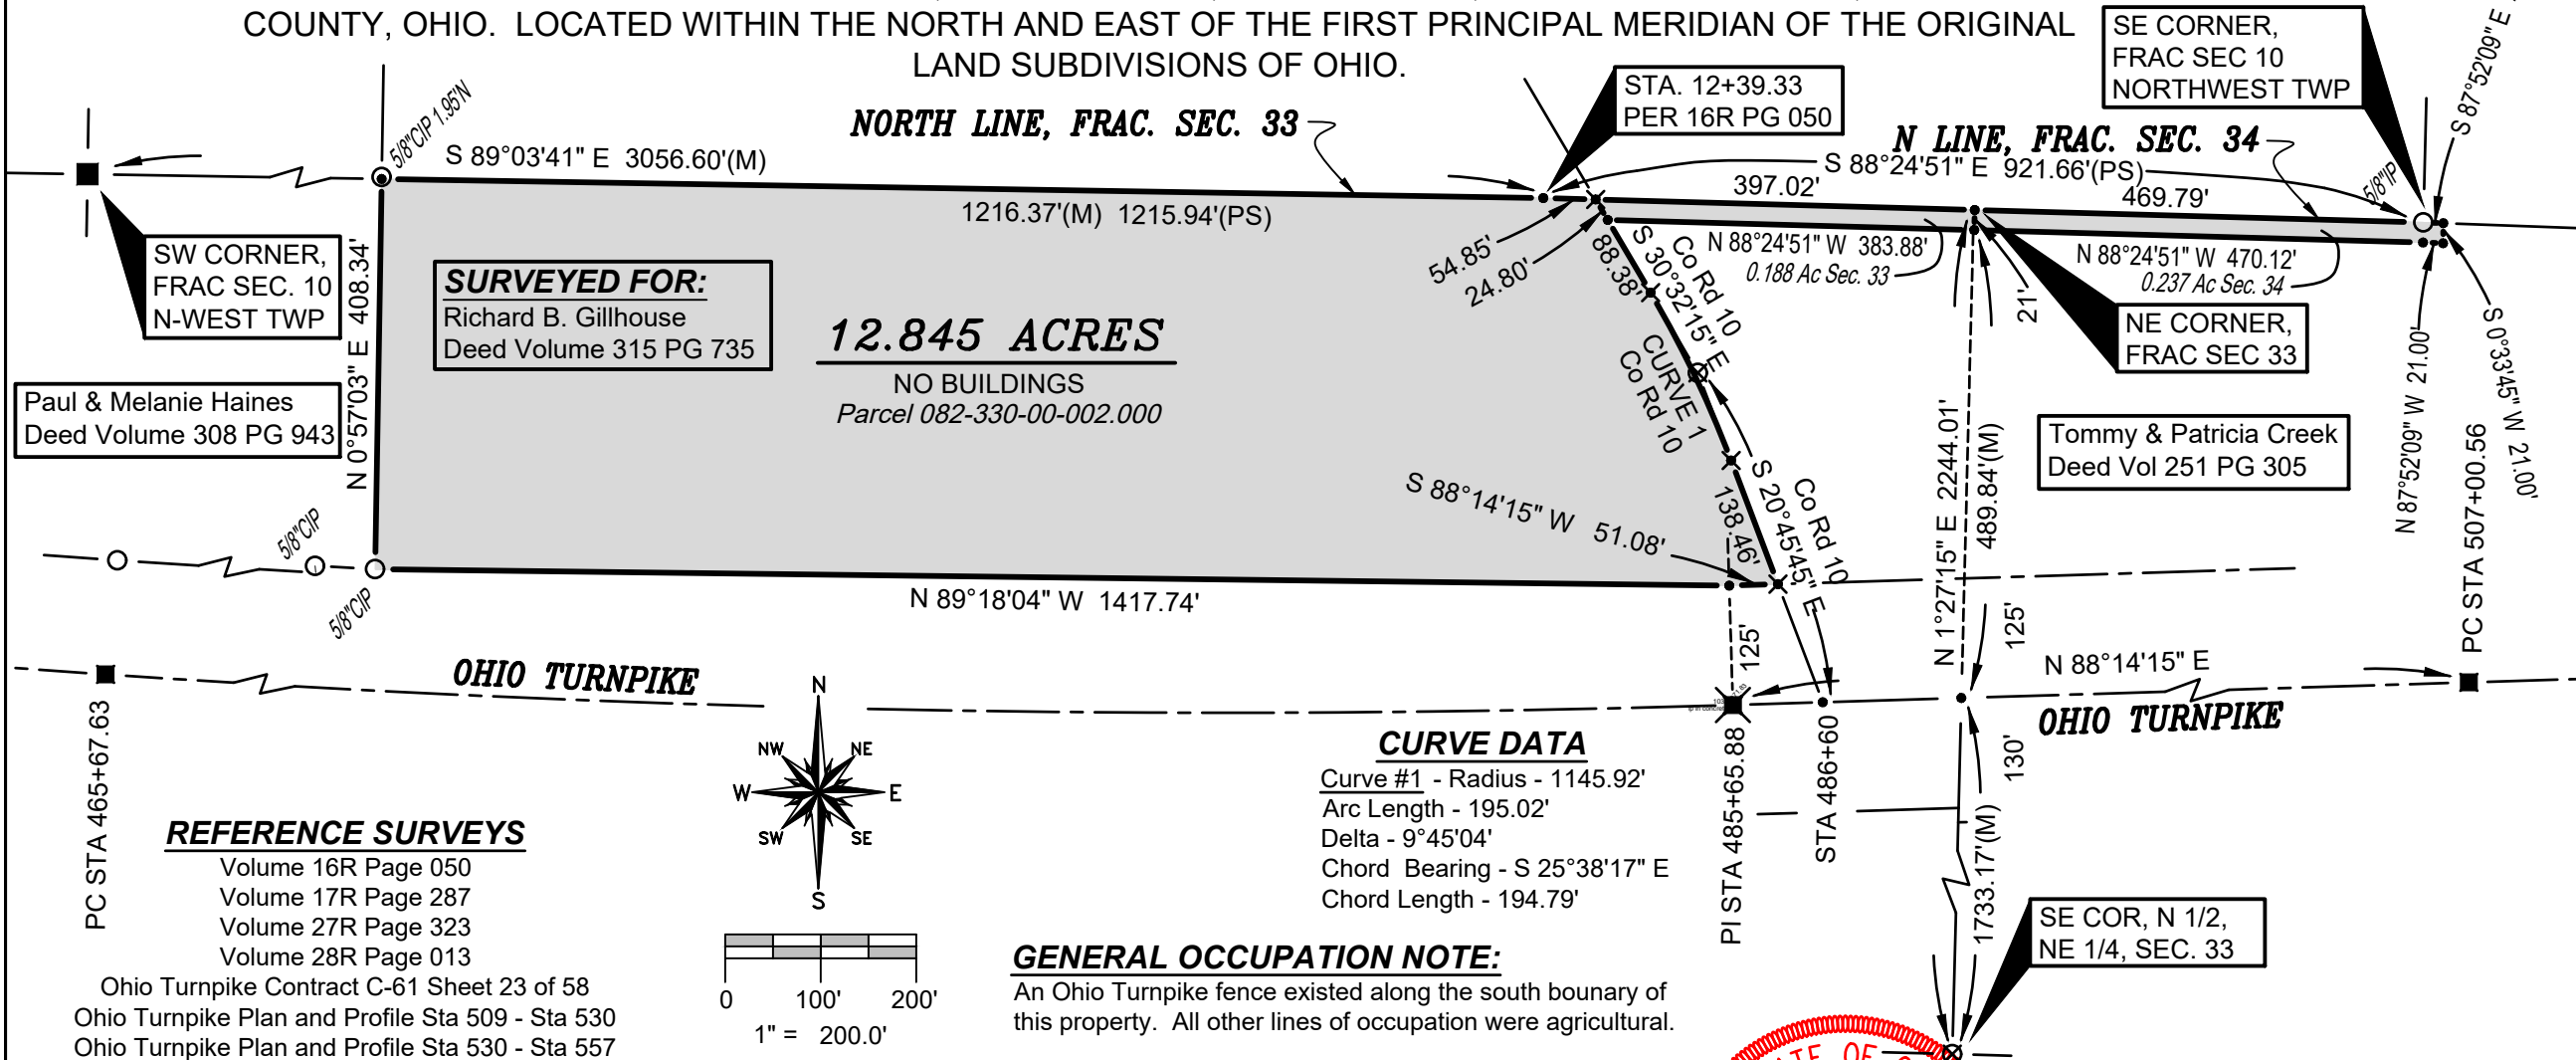 COUNTY, OHIO. LOCATED WITHIN THE NORTH AND EAST OF THE FIRST PRINCIPAL MERIDIAN OF THE ORIGINAL
LAND SUBDIVISIONS OF OHIO.
SE CORNER,
FRAC SEC 10
NORTHWEST TWP
S 87°52'09" E
STA. 12+39.33
PER 16R PG 050
NORTH LINE, FRAC. SEC. 33
N LINE, FRAC. SEC. 34
5/8"CIP 1.95'N
S 89°03'41" E 3056.60'(M)
S 88°24'51" E 921.66'(PS)
397.02'
469.79'
5/8"IP
1216.37'(M) 1215.94'(PS)
54.85'
24.80'
88.38'
S 30°32'15" E
Co Rd 10
N 88°24'51" W 383.88'
0.188 Ac Sec. 33
N 88°24'51" W 470.12'
0.237 Ac Sec. 34
21'
SW CORNER,
FRAC SEC. 10
N-WEST TWP
N 0°57'03" E 408.34'
SURVEYED FOR:
Richard B. Gillhouse
Deed Volume 315 PG 735
12.845 ACRES
NO BUILDINGS
Parcel 082-330-00-002.000
CURVE 1
Co Rd 10
NE CORNER,
FRAC SEC 33
N 87°52'09" W 21.00'
S 0°33'45" W 21.00'
Paul & Melanie Haines
Deed Volume 308 PG 943
Tommy & Patricia Creek
Deed Vol 251 PG 305
N 1°27'15" E 2244.01'
489.84'(M)
PC STA 507+00.56
S 88°14'15" W 51.08'
138.46'
S 20°45'45" E
Co Rd 10
5/8"CIP
5/8"CIP
N 89°18'04" W 1417.74'
125'
125'
N 88°14'15" E
OHIO TURNPIKE
OHIO TURNPIKE
130'
PC STA 465+67.63
N
NW
NE
W
E
SW
SE
S
CURVE DATA
Curve #1 - Radius - 1145.92'
Arc Length - 195.02'
Delta - 9°45'04'
Chord Bearing - S 25°38'17" E
Chord Length - 194.79'
PI STA 485+65.88
STA 486+60
1733.17'(M)
REFERENCE SURVEYS
Volume 16R Page 050
Volume 17R Page 287
Volume 27R Page 323
Volume 28R Page 013
Ohio Turnpike Contract C-61 Sheet 23 of 58
Ohio Turnpike Plan and Profile Sta 509 - Sta 530
Ohio Turnpike Plan and Profile Sta 530 - Sta 557
0 100' 200'
1" = 200.0'
GENERAL OCCUPATION NOTE:
An Ohio Turnpike fence existed along the south bounary of
this property. All other lines of occupation were agricultural.
SE COR, N 1/2,
NE 1/4, SEC. 33
OF